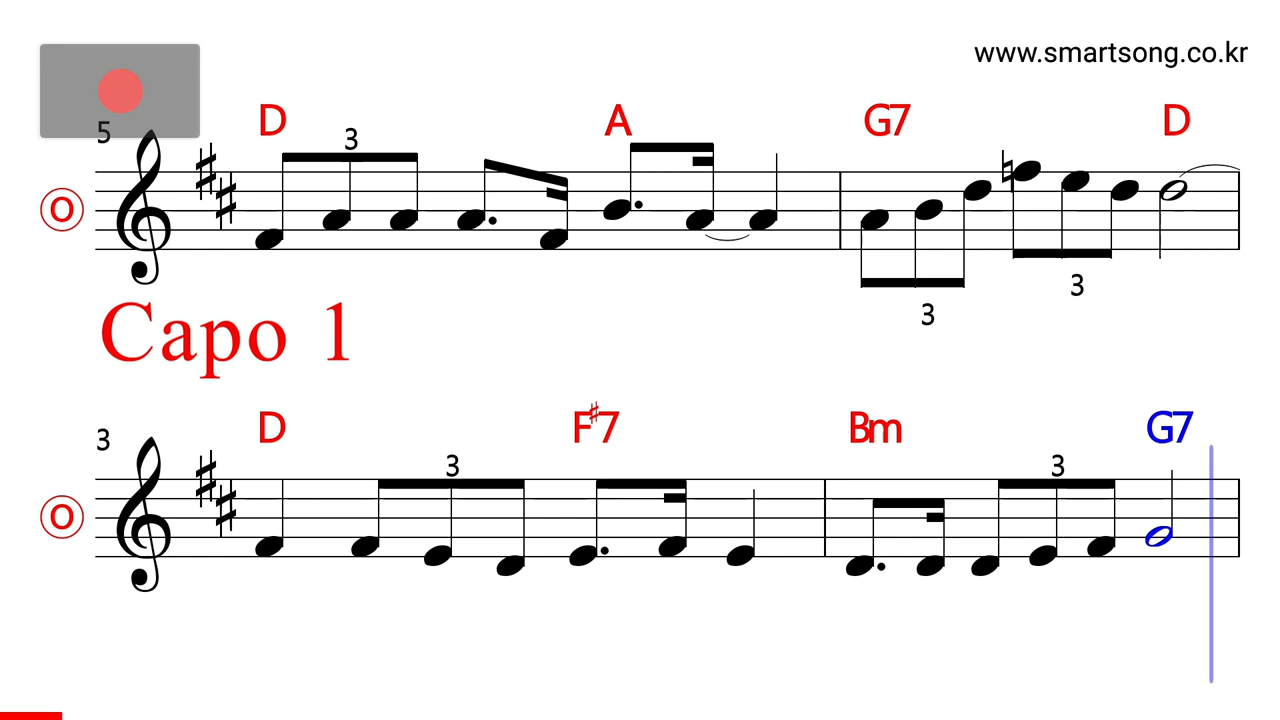 www.smartsong.co.kr
5
D 3 A G7 D
O
3 3
Capo 1
3
D 3 F#7 Bm 3 G7
O